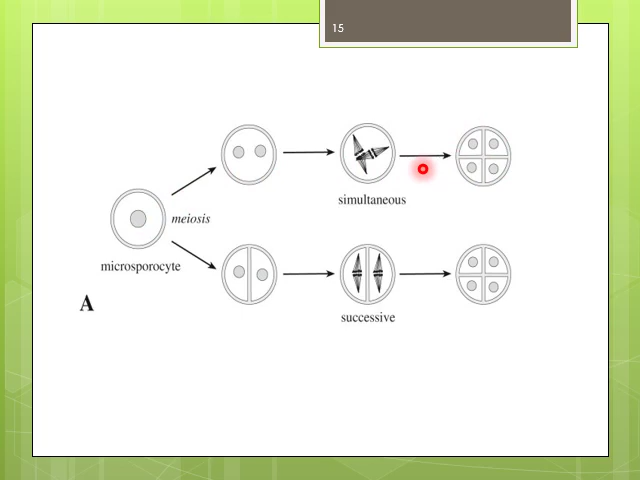 15
simultaneous
meiosis
microsporocyte
A
successive